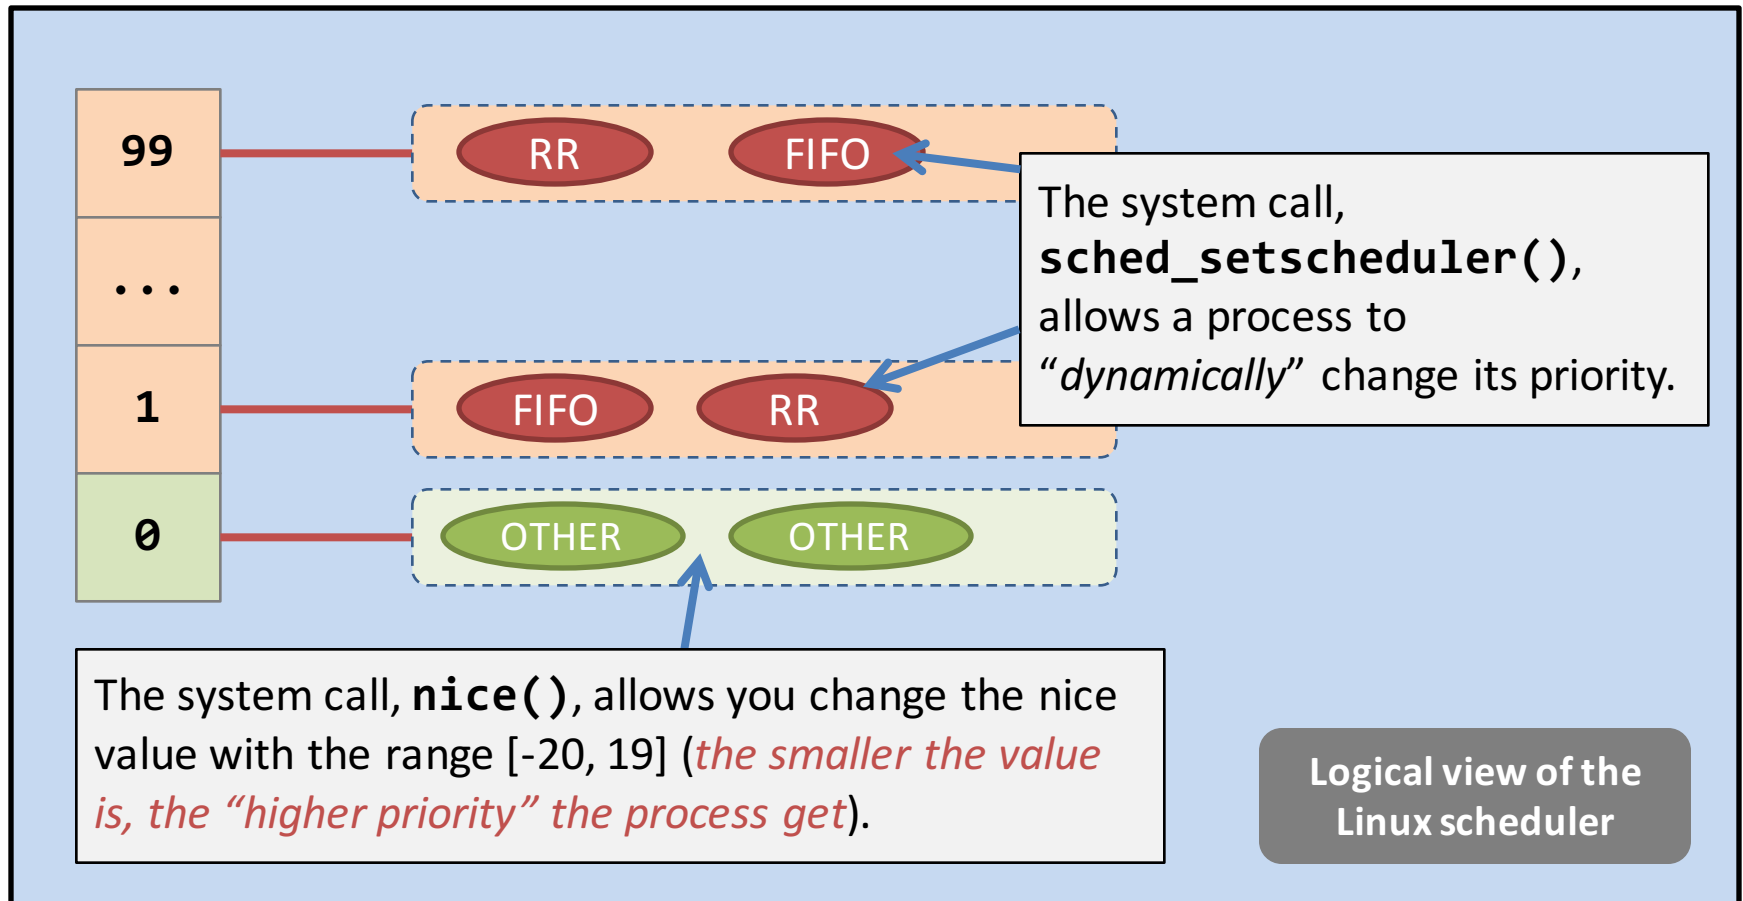 99
RR
FIFO
The system call,
sched_setscheduler(),
allows a process to
“dynamically” change its priority.
...
1
FIFO
RR
0
OTHER
OTHER
The system call, nice(), allows you change the nice
value with the range [-20, 19] (the smaller the value
is, the “higher priority” the process get).
Logical view of the
Linux scheduler